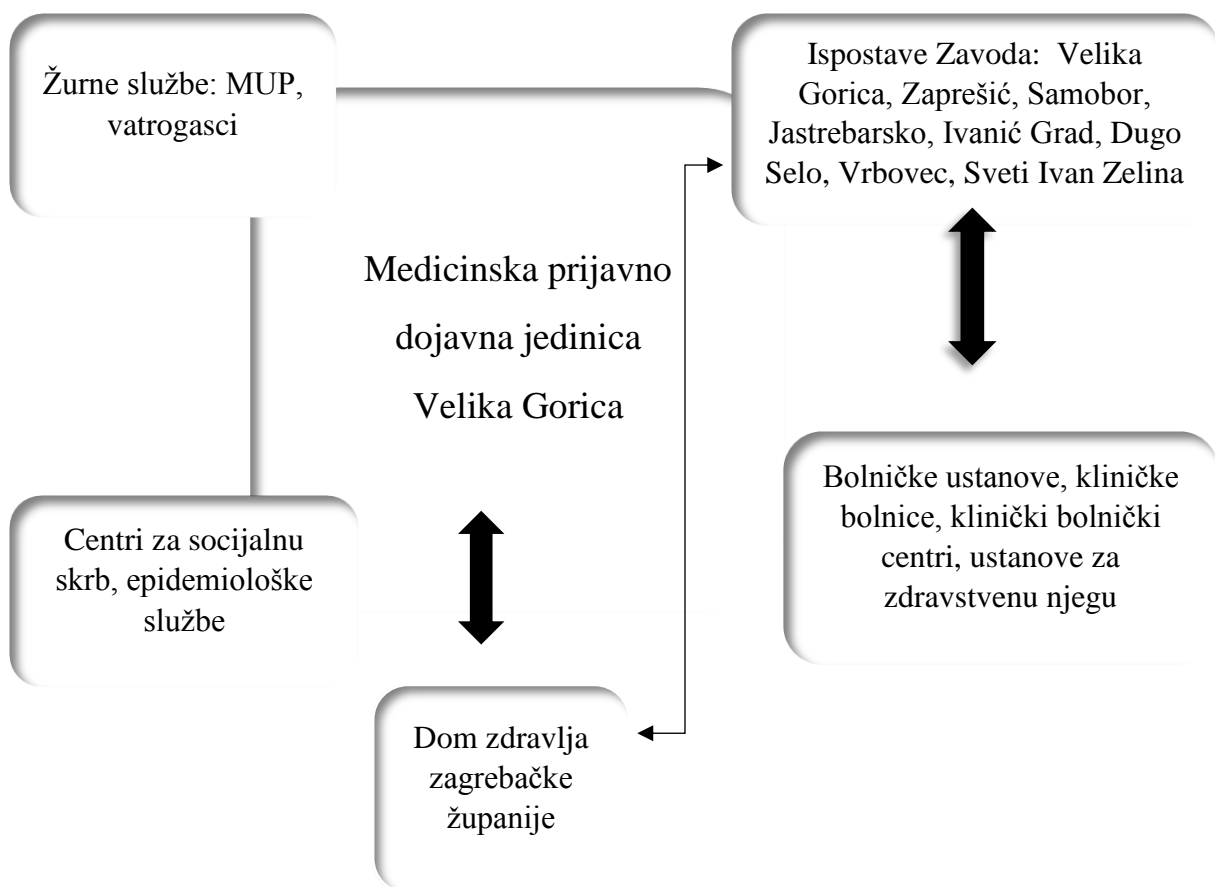 Žurne službe: MUP,
vatrogasci
Ispostave Zavoda: Velika
Gorica, Zaprešić, Samobor,
Jastrebarsko, Ivanić Grad, Dugo
Selo, Vrbovec, Sveti Ivan Zelina
Medicinska prijavno
dojavna jedinica
Velika Gorica
Centri za socijalnu
skrb, epidemiološke
službe
Bolničke ustanove, kliničke
bolnice, klinički bolnički
centri, ustanove za
zdravstvenu njegu
Dom zdravlja
zagrebačke
županije